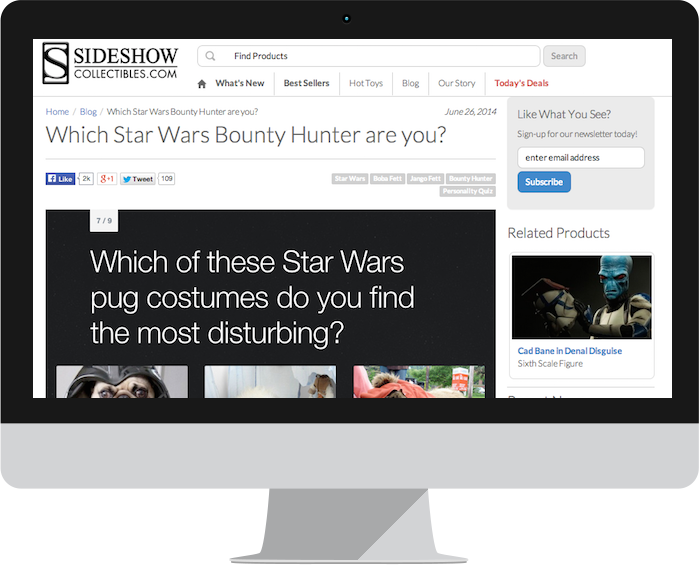 S SIDESHOW
COLLECTIBLES.COM
Find Products
Search
What's New
Best Sellers
Hot Toys
Blog
Our Story
Today's Deals
Home / Blog / Which Star Wars Bounty Hunter are you?
June 26, 2014
Which Star Wars Bounty Hunter are you?
f Like 2k g+1 Tweet 109
Star Wars Boba Fett Jango Fett Bounty Hunter
Personality Quiz
7 / 9
Which of these Star Wars
pug costumes do you find
the most disturbing?
Like What You See?
Sign-up for our newsletter today!
enter email address
Subscribe
Related Products
Cad Bane in Denal Disguise
Sixth Scale Figure